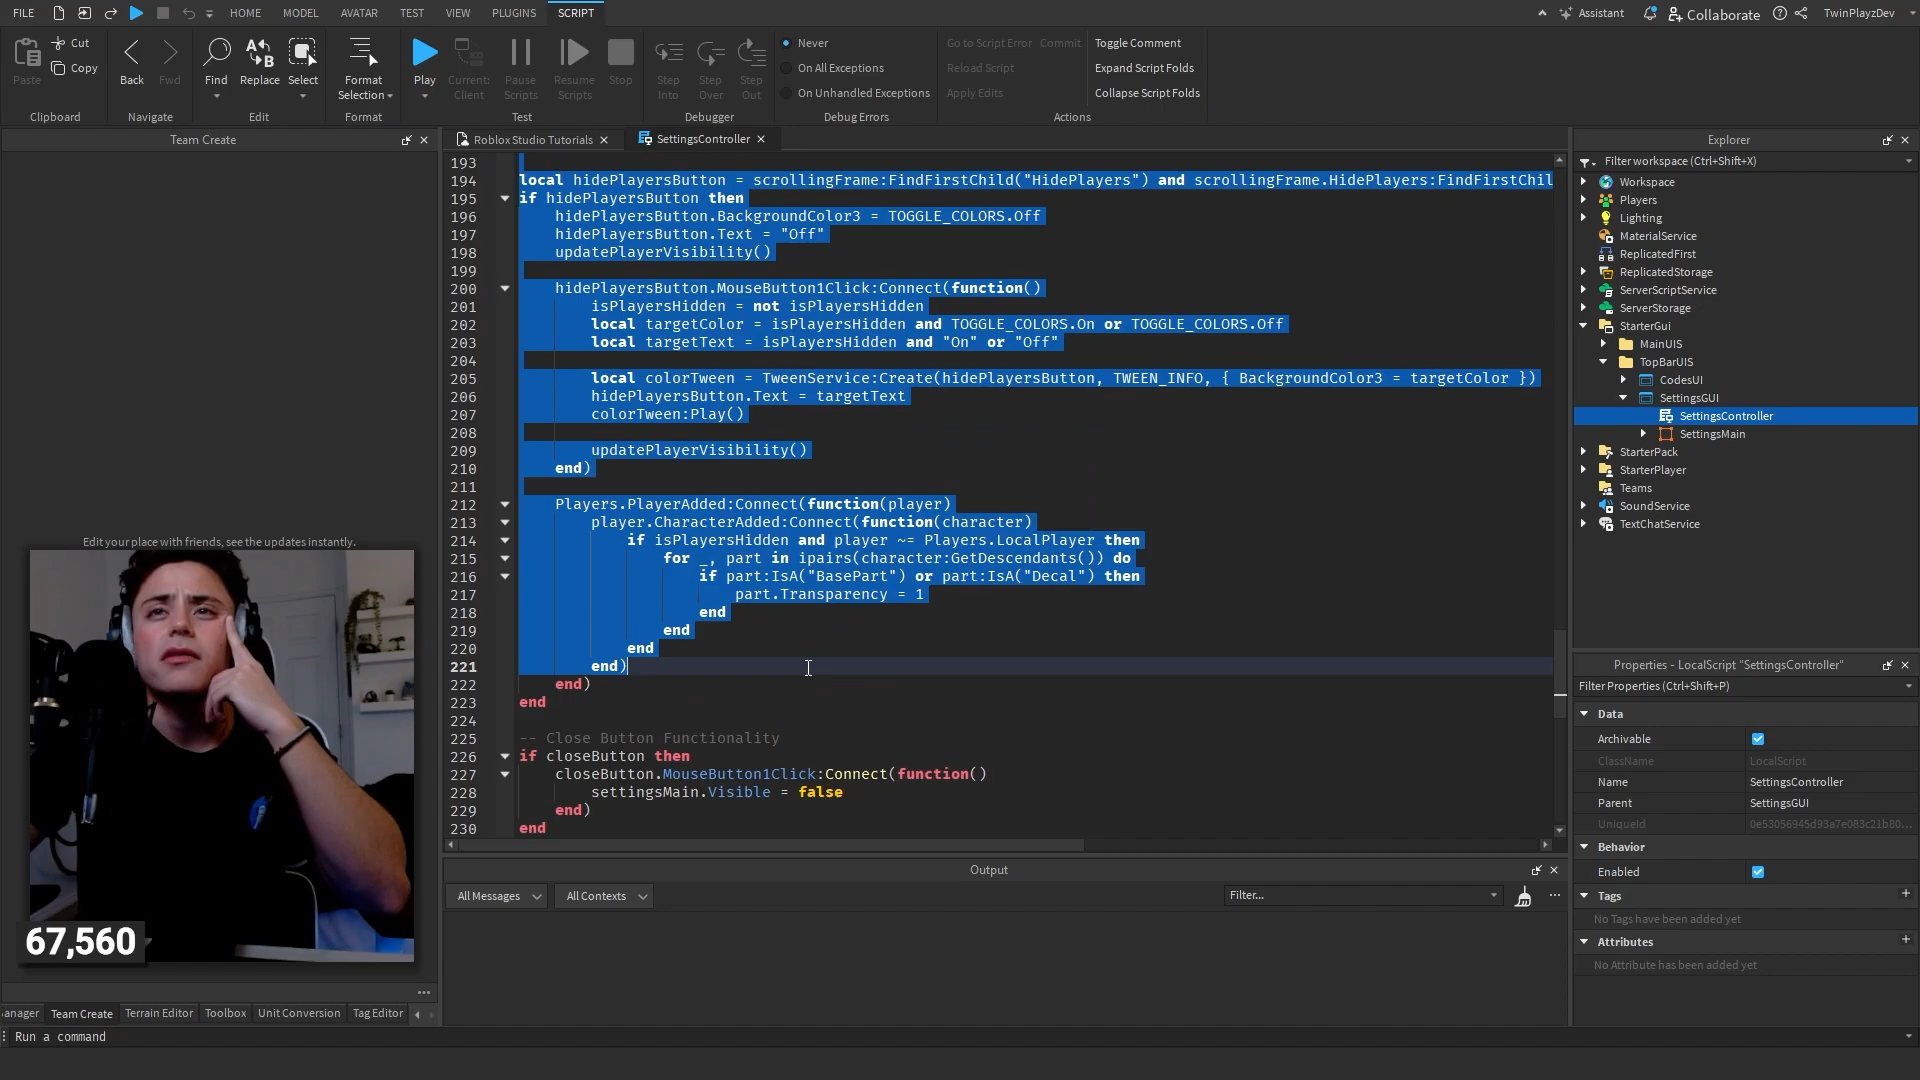 FILE HOME MODEL AVATAR TEST VIEW PLUGINS SCRIPT Assistant Collaborate TwinPlayzDev
Paste Cut Copy Back Fwd Find Replace Select Format Selection Play Current: Client Pause Scripts Resume Scripts Stop Step Into Step Over Step Out
Never Go to Script Error Commit Toggle Comment
On All Exceptions Reload Script Expand Script Folds
On Unhandled Exceptions Apply Edits Collapse Script Folds
Clipboard Navigate Edit Format Test Debugger Debug Errors Actions
Team Create
Edit your place with friends, see the updates instantly.
67,560
anager Team Create Terrain Editor Toolbox Unit Conversion Tag Editor
Run a command
Roblox Studio Tutorials SettingsController
193
194 local hidePlayersButton = scrollingFrame:FindFirstChild("HidePlayers") and scrollingFrame.HidePlayers:FindFirstChil
195 if hidePlayersButton then
196 hidePlayersButton.BackgroundColor3 = TOGGLE_COLORS.Off
197 hidePlayersButton.Text = "Off"
198 updatePlayerVisibility()
199
200 hidePlayersButton.MouseButton1Click:Connect(function()
201 isPlayersHidden = not isPlayersHidden
202 local targetColor = isPlayersHidden and TOGGLE_COLORS.On or TOGGLE_COLORS.Off
203 local targetText = isPlayersHidden and "On" or "Off"
204
205 local colorTween = TweenService:Create(hidePlayersButton, TWEEN_INFO, { BackgroundColor3 = targetColor })
206 hidePlayersButton.Text = targetText
207 colorTween:Play()
208
209 updatePlayerVisibility()
210 end)
211
212 Players.PlayerAdded:Connect(function(player)
213 player.CharacterAdded:Connect(function(character)
214 if isPlayersHidden and player ~= Players.LocalPlayer then
215 for _, part in ipairs(character:GetDescendants()) do
216 if part:IsA("BasePart") or part:IsA("Decal") then
217 part.Transparency = 1
218 end
219 end
220 end
221 end)
222 end)
223 end
224
225 -- Close Button Functionality
226 if closeButton then
227 closeButton.MouseButton1Click:Connect(function()
228 settingsMain.Visible = false
229 end)
230 end
Output
All Messages All Contexts Filter...
Explorer
Filter workspace (Ctrl+Shift+X)
Workspace
Players
Lighting
MaterialService
ReplicatedFirst
ReplicatedStorage
ServerScriptService
ServerStorage
StarterGui
MainUIS
TopBarUIS
CodesUI
SettingsGUI
SettingsController
SettingsMain
StarterPack
StarterPlayer
Teams
SoundService
TextChatService
Properties - LocalScript "SettingsController"
Filter Properties (Ctrl+Shift+P)
Data
Archivable
ClassName LocalScript
Name SettingsController
Parent SettingsGUI
UniqueId 0e53056945d93a7e083c21b80...
Behavior
Enabled
Tags
No Tags have been added yet
Attributes
No Attribute has been added yet